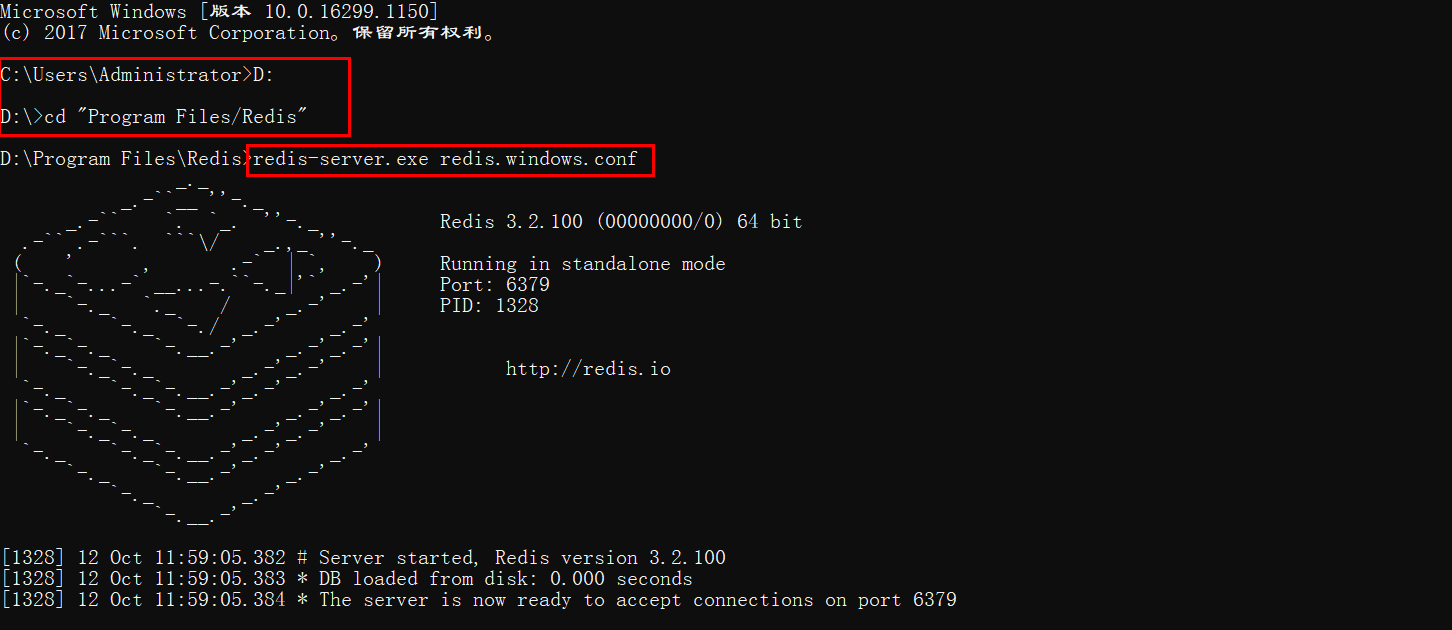 Microsoft Windows [版本 10.0.16299.1150]
(c) 2017 Microsoft Corporation。保留所有权利。
C:\Users\Administrator>D:
D:\>cd "Program Files/Redis"
D:\Program Files\Redis>redis-server.exe redis.windows.conf
Redis 3.2.100 (00000000/0) 64 bit
Running in standalone mode
Port: 6379
PID: 1328
http://redis.io
[1328] 12 Oct 11:59:05.382 # Server started, Redis version 3.2.100
[1328] 12 Oct 11:59:05.383 * DB loaded from disk: 0.000 seconds
[1328] 12 Oct 11:59:05.384 * The server is now ready to accept connections on port 6379